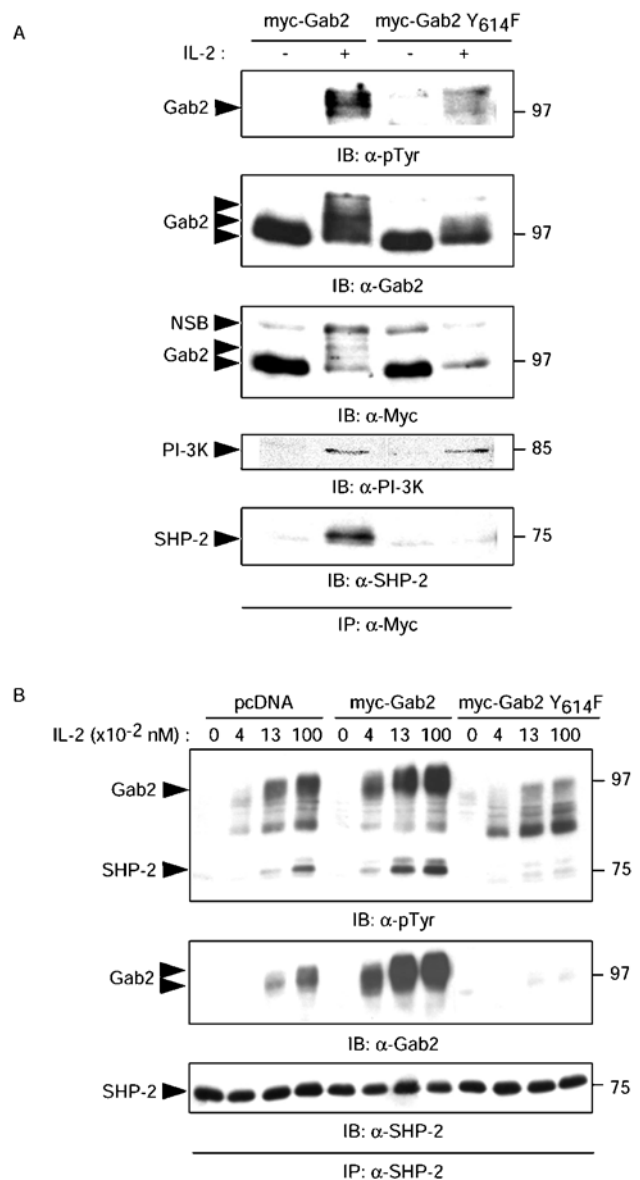 A
myc-Gab2 myc-Gab2 Y614F
IL-2 : - + - +
Gab2 97
IB: α-pTyr
Gab2 97
IB: α-Gab2
NSB
Gab2 97
IB: α-Myc
PI-3K 85
IB: α-PI-3K
SHP-2 75
IB: α-SHP-2
IP: α-Myc
B
pcDNA myc-Gab2 myc-Gab2 Y614F
IL-2 (x10-2 nM) : 0 4 13 100 0 4 13 100 0 4 13 100
Gab2 97
SHP-2 75
IB: α-pTyr
Gab2 97
IB: α-Gab2
SHP-2 75
IB: α-SHP-2
IP: α-SHP-2